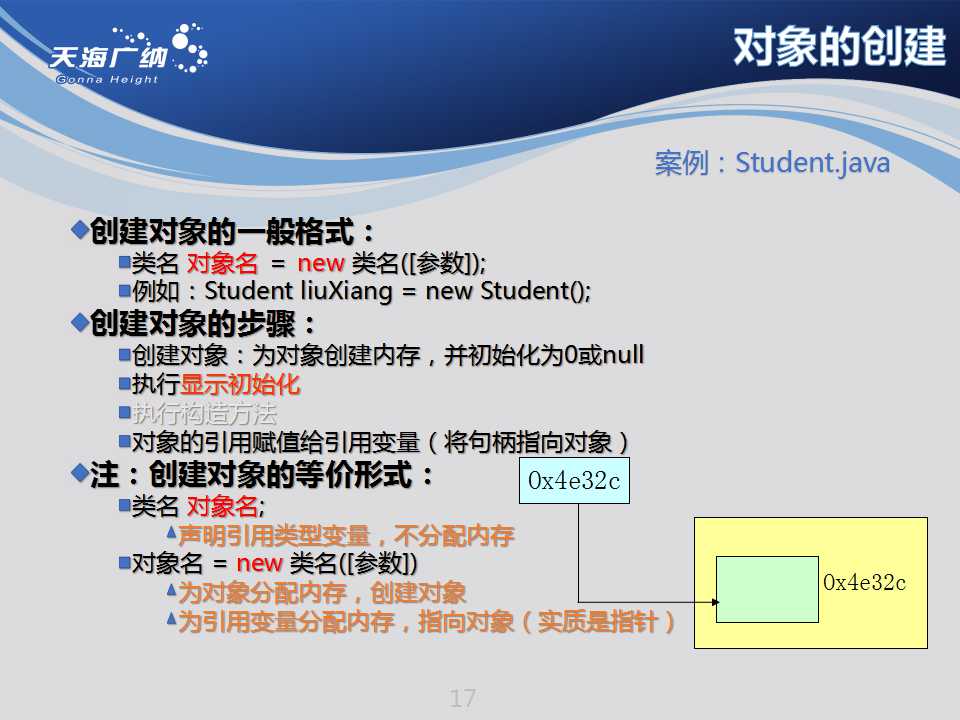 天海广纳
Gonna Height
对象的创建
案例：Student.java
创建对象的一般格式：
类名 对象名 = new 类名([参数]);
例如：Student liuXiang = new Student();
创建对象的步骤：
创建对象：为对象创建内存，并初始化为0或null
执行显示初始化
执行构造方法
对象的引用赋值给引用变量（将句柄指向对象）
注：创建对象的等价形式：
类名 对象名;
声明引用类型变量，不分配内存
对象名 = new 类名([参数])
为对象分配内存，创建对象
为引用变量分配内存，指向对象（实质是指针）
0x4e32c
0x4e32c
17